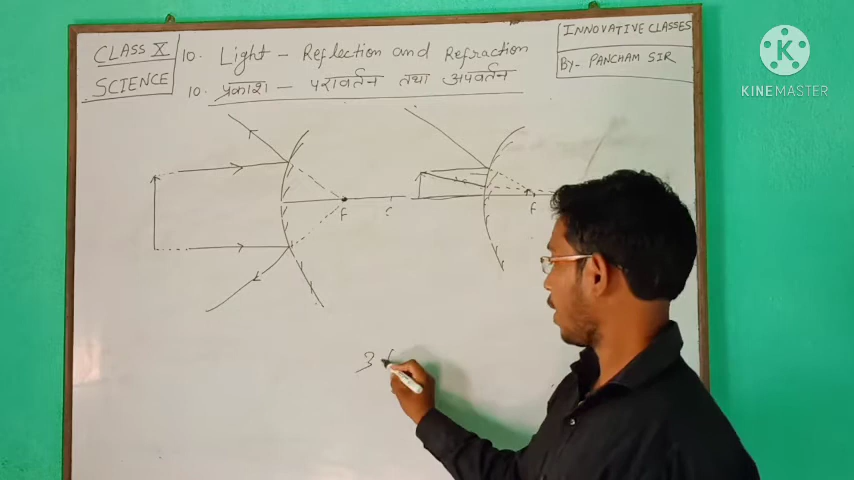 CLASS X
SCIENCE
10. Light - Reflection and Refraction
10. प्रकाश - परावर्तन तथा अपवर्तन
INNOVATIVE CLASSES
BY- PANCHAM SIR
KINEMASTER
F
C
F